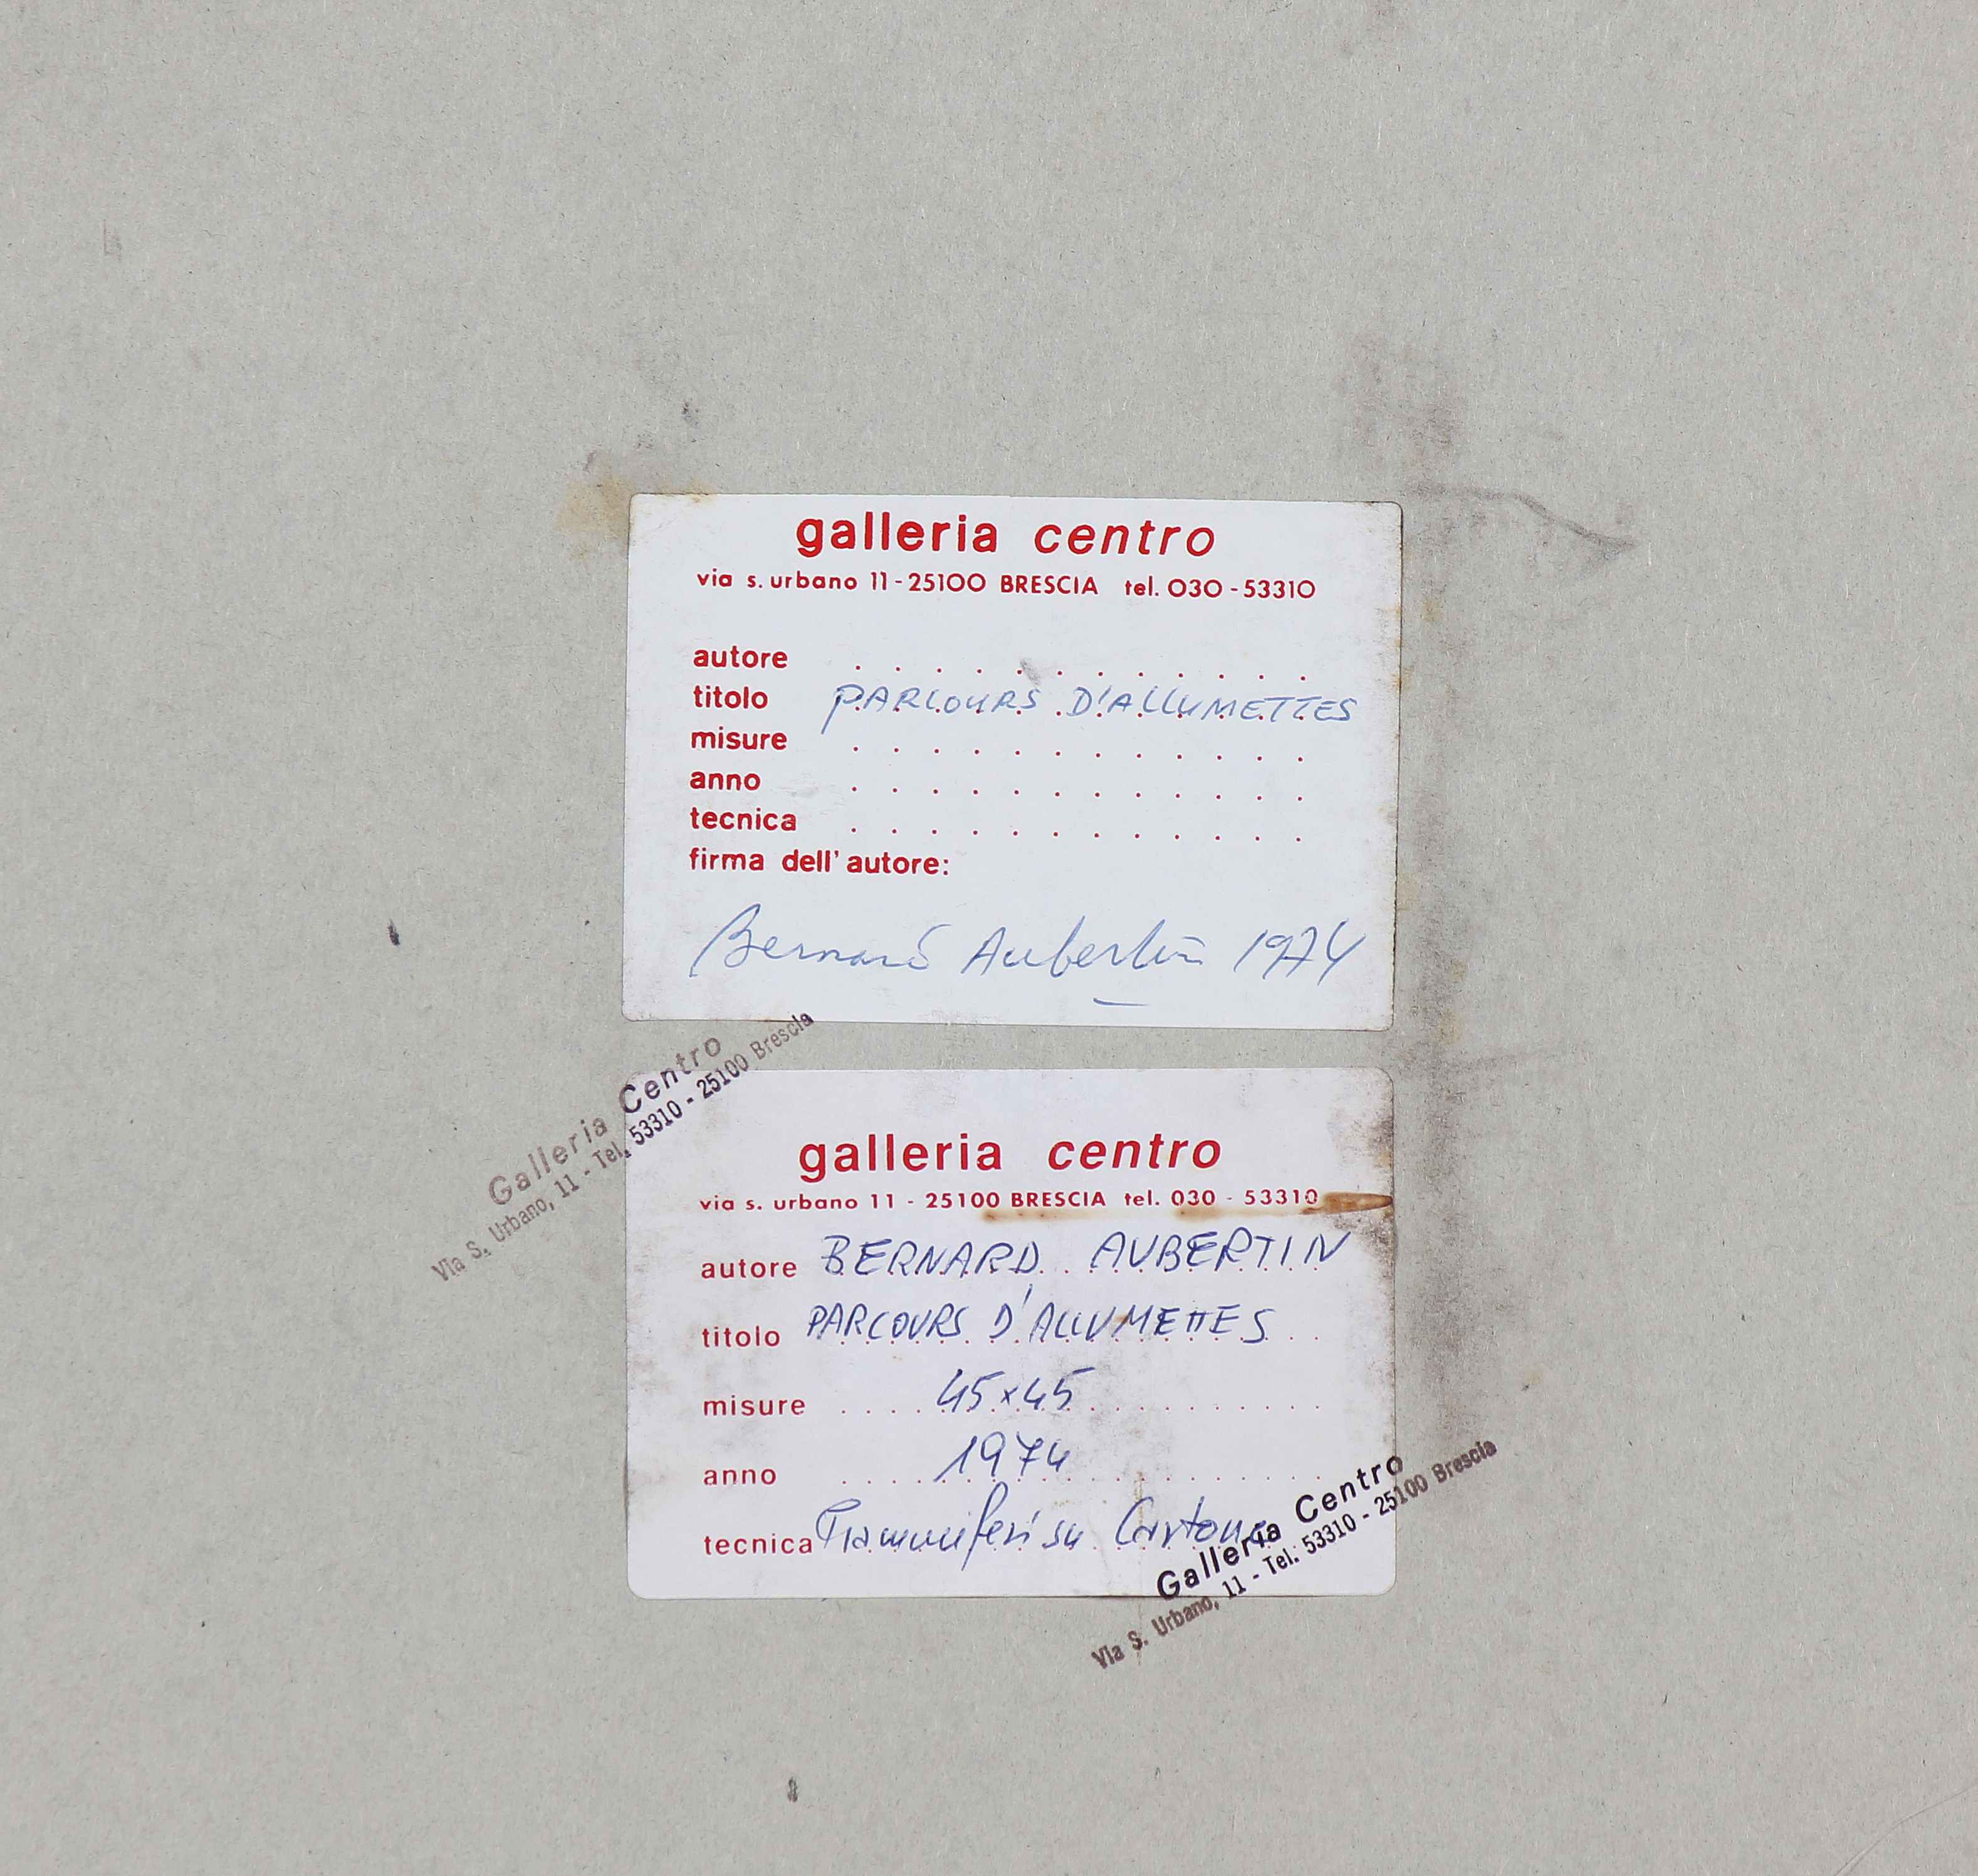 galleria centro
via s. urbano 11 - 25100 BRESCIA tel. 030 - 53310
autore . . . . . . . . . . . .
titolo PARCOURS D'ALLUMETTES
misure . . . . . . . . . . . .
anno . . . . . . . . . . . .
tecnica . . . . . . . . . . . .
firma dell'autore:
Bernard Aubertin 1974
Galleria Centro
Via S. Urbano, 11 - Tel. 53310 - 25100 Brescia
galleria centro
via s. urbano 11 - 25100 BRESCIA tel. 030 - 53310
autore BERNARD AUBERTIN
titolo PARCOURS D'ALLUMETTES
misure 45x45
anno 1974
tecnica Fiammiferi su Cartone
Galleria Centro
Via S. Urbano, 11 - Tel. 53310 - 25100 Brescia